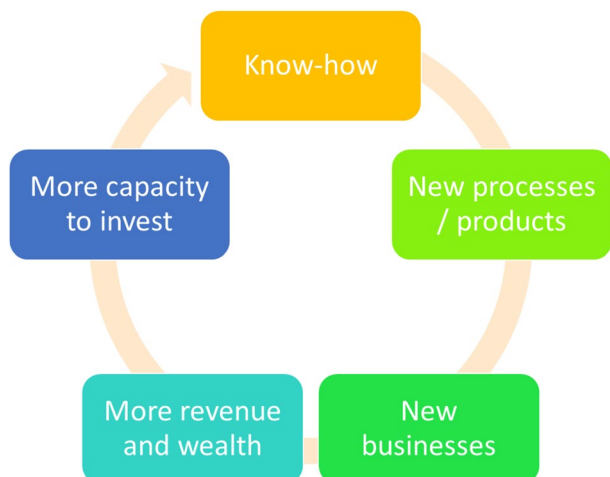 Know-how
New processes
/ products
New
businesses
More revenue
and wealth
More capacity
to invest